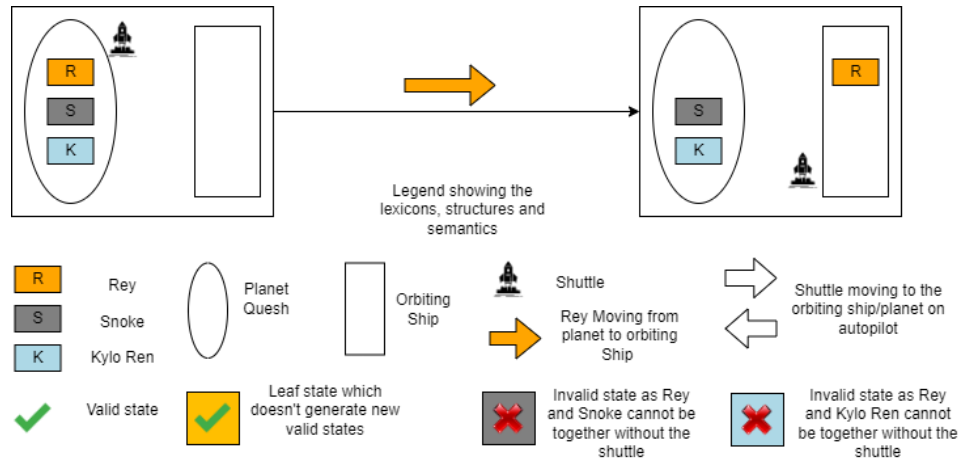 R
S
K
R
S
K
Legend showing the
lexicons, structures and
semantics
R
Rey
S
Snoke
K
Kylo Ren
Planet
Quesh
Orbiting
Ship
Shuttle
Rey Moving from
planet to orbiting
Ship
Shuttle moving to the
orbiting ship/planet on
autopilot
Valid state
Leaf state which
doesn't generate new
valid states
Invalid state as Rey
and Snoke cannot be
together without the
shuttle
Invalid state as Rey
and Kylo Ren cannot
be together without the
shuttle